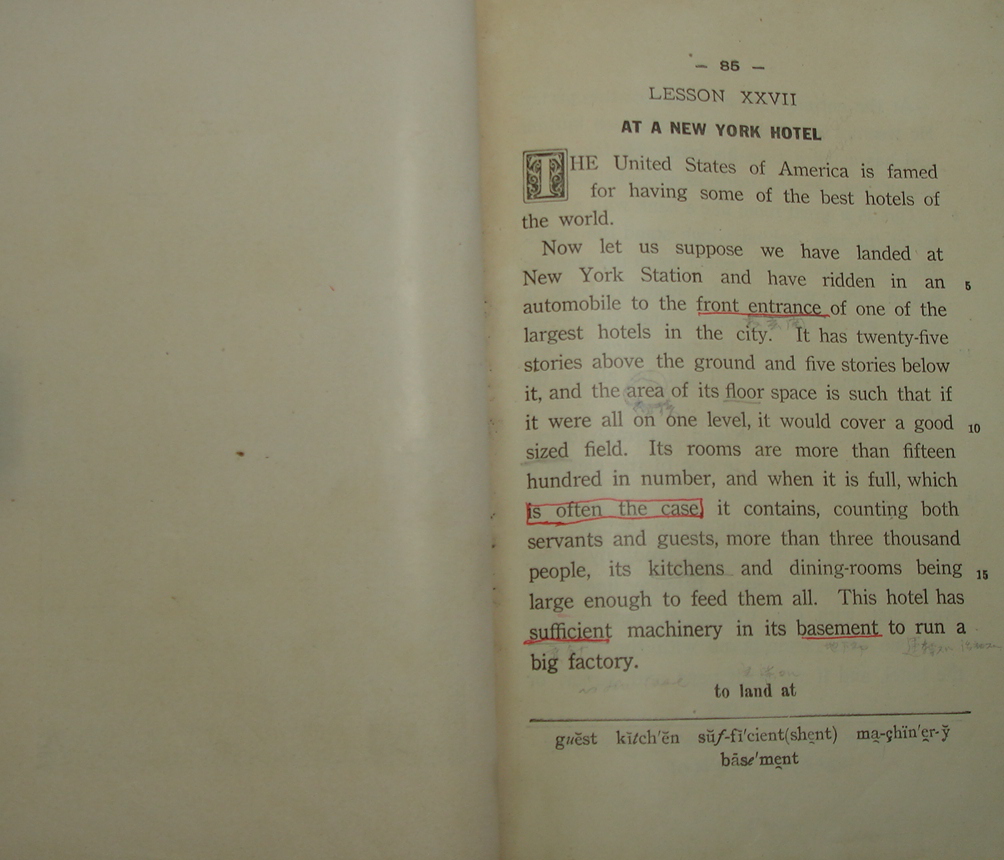 — 85 —
LESSON XXVII
AT A NEW YORK HOTEL
THE United States of America is famed
for having some of the best hotels of
the world.
Now let us suppose we have landed at
New York Station and have ridden in an 5
automobile to the front entrance of one of the
largest hotels in the city. It has twenty-five
stories above the ground and five stories below
it, and the area of its floor space is such that if
it were all on one level, it would cover a good 10
sized field. Its rooms are more than fifteen
hundred in number, and when it is full, which
is often the case, it contains, counting both
servants and guests, more than three thousand
people, its kitchens and dining-rooms being 15
large enough to feed them all. This hotel has
sufficient machinery in its basement to run a
big factory.
to land at
guĕst kĭtch'ĕn sŭf-fĭ'cient(shẹnt) mạ-çhïn'ẽr-y̆
bāse'mẹnt